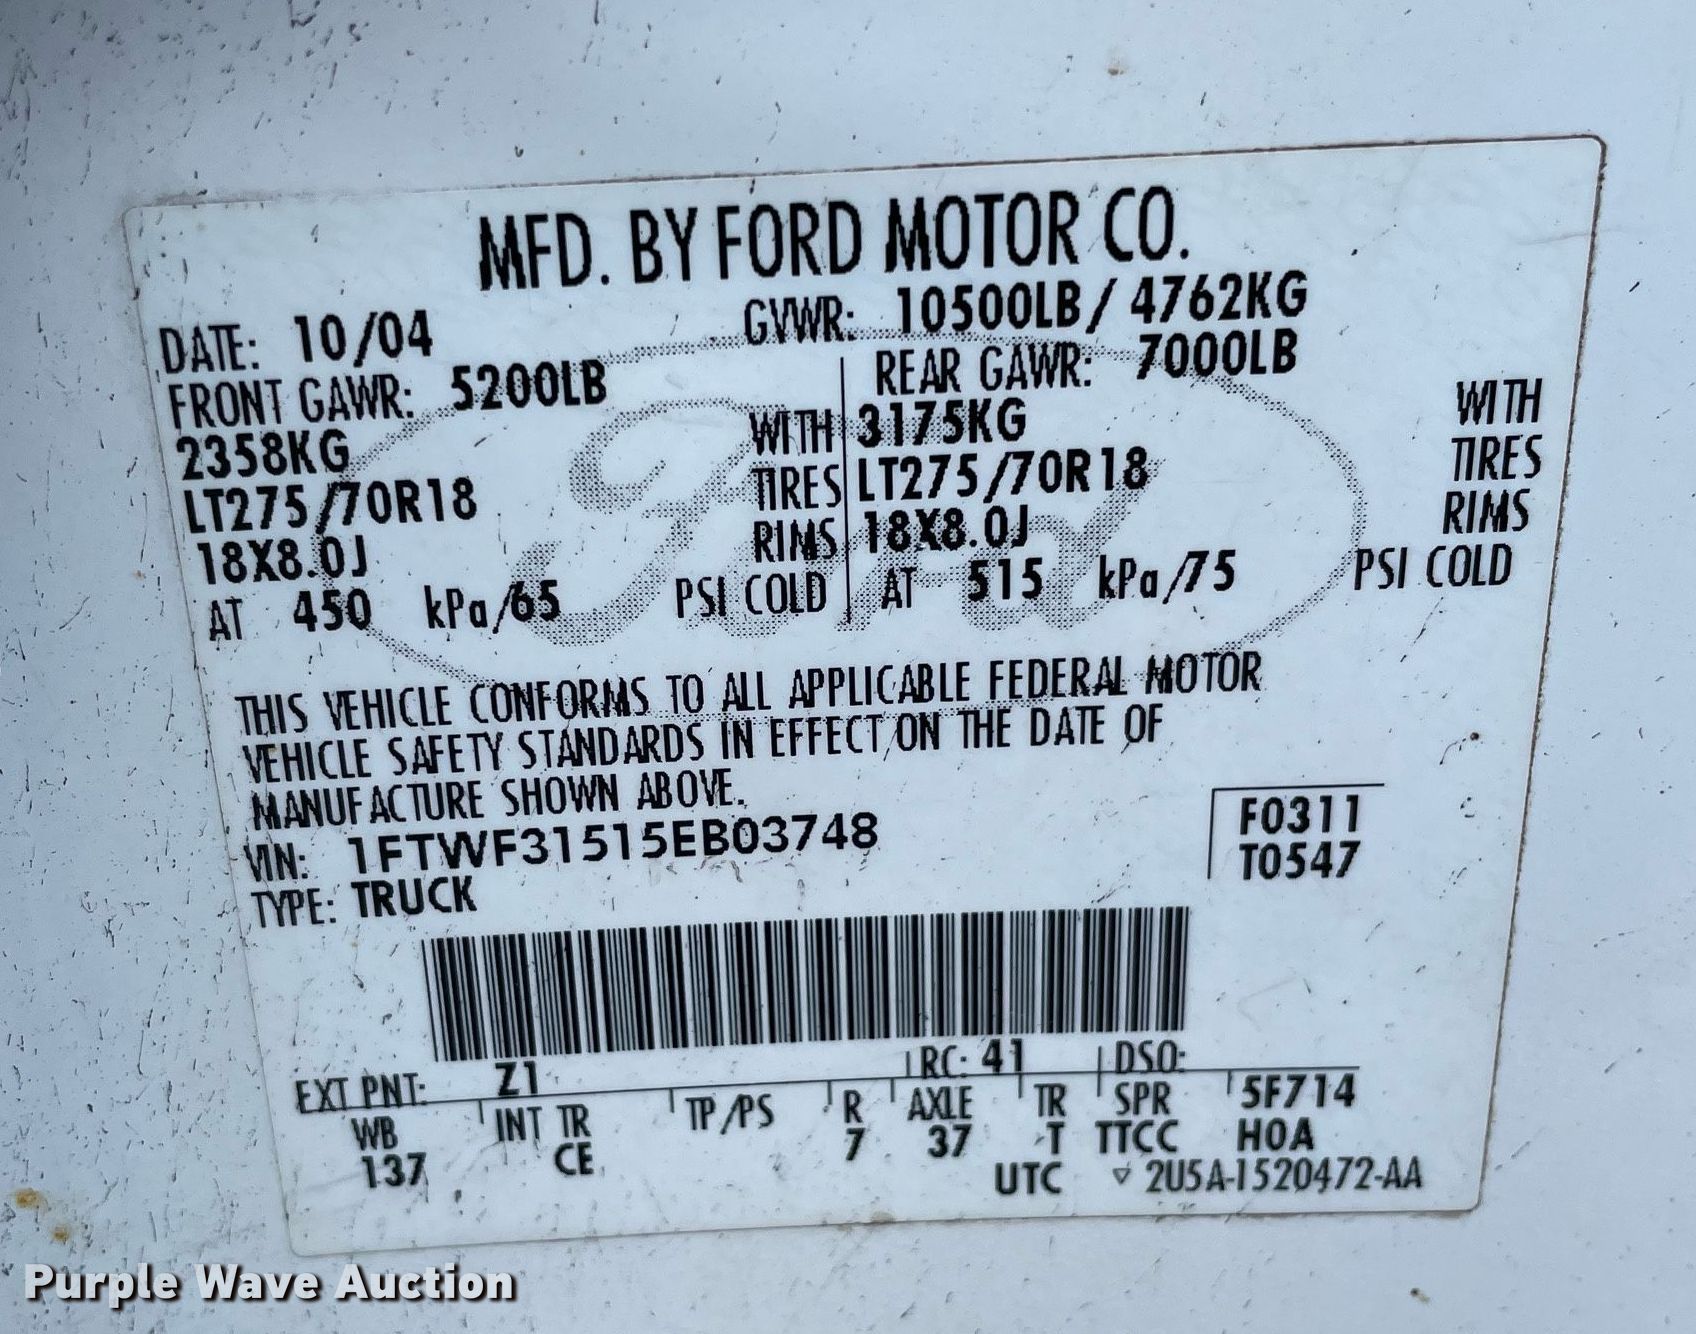 MFD. BY FORD MOTOR CO.
DATE: 10/04 GVWR: 10500LB/ 4762KG
FRONT GAWR: 5200LB REAR GAWR: 7000LB
2358KG WITH 3175KG WITH
LT275/70R18 TIRES LT275/70R18 TIRES
18X8.0J RIMS 18X8.0J RIMS
AT 450 kPa/65 PSI COLD AT 515 kPa/75 PSI COLD
Ford
THIS VEHICLE CONFORMS TO ALL APPLICABLE FEDERAL MOTOR
VEHICLE SAFETY STANDARDS IN EFFECT ON THE DATE OF
MANUFACTURE SHOWN ABOVE.
VIN: 1FTWF31515EB03748
TYPE: TRUCK
F0311
T0547
EXT PNT: Z1 RC: 41 DSO:
WB INT TR TP/PS R AXLE TR SPR 5F714
137 CE 7 37 T TTCC H0A
UTC ▽ 2U5A-1520472-AA
Purple Wave Auction